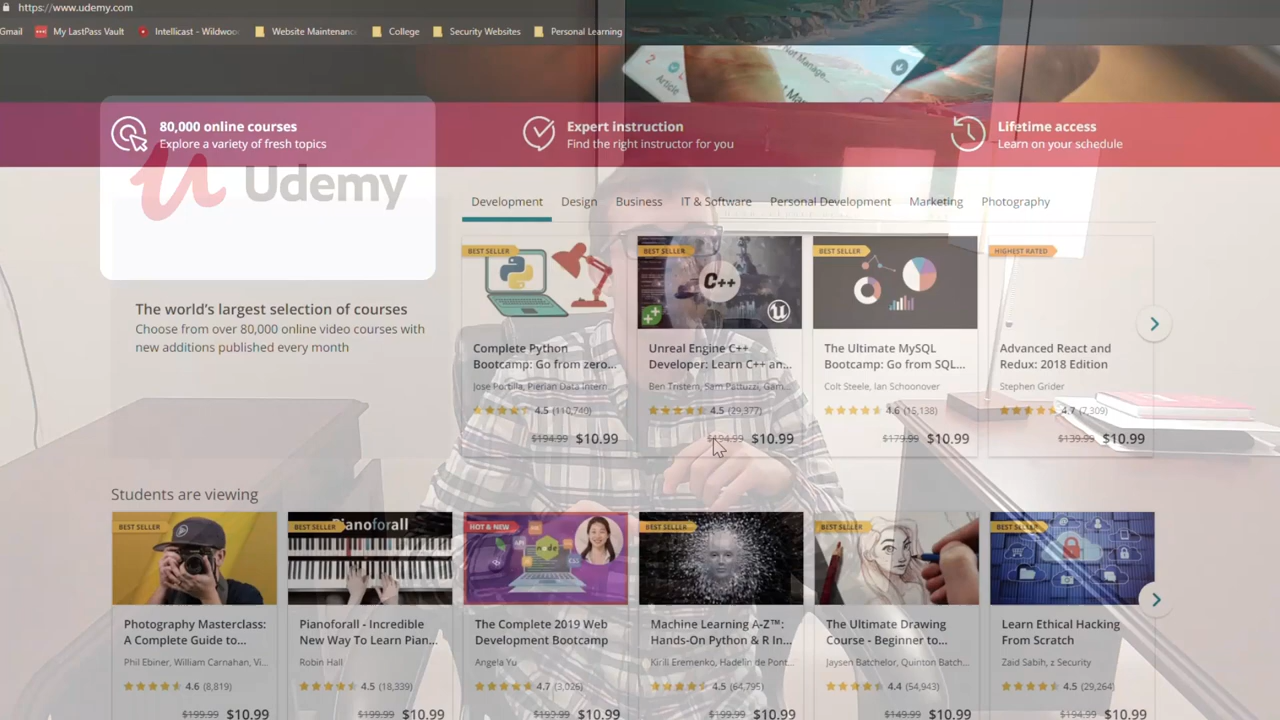 https://www.udemy.com
Gmail
My LastPass Vault
Intellicast - Wildwoo
Website Maintenanc
College
Security Websites
Personal Learning
2
Article
Not Manage...
80,000 online courses
Explore a variety of fresh topics
Expert instruction
Find the right instructor for you
Lifetime access
Learn on your schedule
Udemy
The world's largest selection of courses
Choose from over 80,000 online video courses with
new additions published every month
Development
Design
Business
IT & Software
Personal Development
Marketing
Photography
BEST SELLER
Complete Python
Bootcamp: Go from zero...
Jose Portilla, Pierian Data Intern...
4.5 (110,740)
$194.99 $10.99
BEST SELLER
C++
Unreal Engine C++
Developer: Learn C++ an...
Ben Tristem, Sam Pattuzzi, Gam...
4.5 (29,377)
$194.99 $10.99
BEST SELLER
The Ultimate MySQL
Bootcamp: Go from SQL...
Colt Steele, Ian Schoonover
4.6 (15,138)
$179.99 $10.99
HIGHEST RATED
Advanced React and
Redux: 2018 Edition
Stephen Grider
4.7 (7,309)
$139.99 $10.99
Students are viewing
BEST SELLER
Photography Masterclass:
A Complete Guide to...
Phil Ebiner, William Carnahan, Vi...
4.6 (8,819)
$199.99 $10.99
BEST SELLER
Pianoforall
Pianoforall - Incredible
New Way To Learn Pian...
Robin Hall
4.5 (18,339)
$199.99 $10.99
HOT & NEW
node
The Complete 2019 Web
Development Bootcamp
Angela Yu
4.7 (3,026)
$199.99 $10.99
BEST SELLER
Machine Learning A-Z™:
Hands-On Python & R In...
Kirill Eremenko, Hadelin de Pont...
4.5 (64,795)
$199.99 $10.99
BEST SELLER
The Ultimate Drawing
Course - Beginner to...
Jaysen Batchelor, Quinton Batch...
4.4 (54,943)
$149.99 $10.99
BEST SELLER
Learn Ethical Hacking
From Scratch
Zaid Sabih, z Security
4.5 (29,264)
$194.99 $10.99